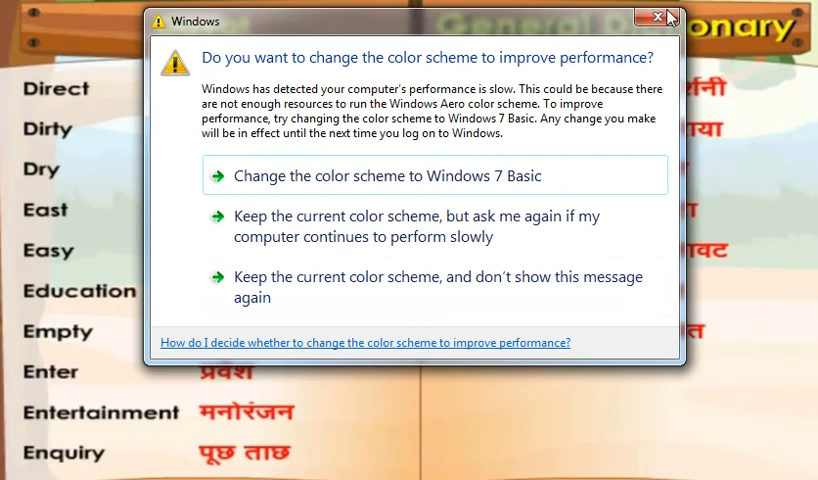 Windows
General
onary
Do you want to change the color scheme to improve performance?
Windows has detected your computer's performance is slow. This could be because there
are not enough resources to run the Windows Aero color scheme. To improve
performance, try changing the color scheme to Windows 7 Basic. Any change you make
will be in effect until the next time you log on to Windows.
Change the color scheme to Windows 7 Basic
Keep the current color scheme, but ask me again if my
computer continues to perform slowly
Keep the current color scheme, and don't show this message
again
How do I decide whether to change the color scheme to improve performance?
Direct
Dirty
Dry
East
Easy
Education
Empty
Enter प्रवेश
Entertainment मनोरंजन
Enquiry पूछ ताछ